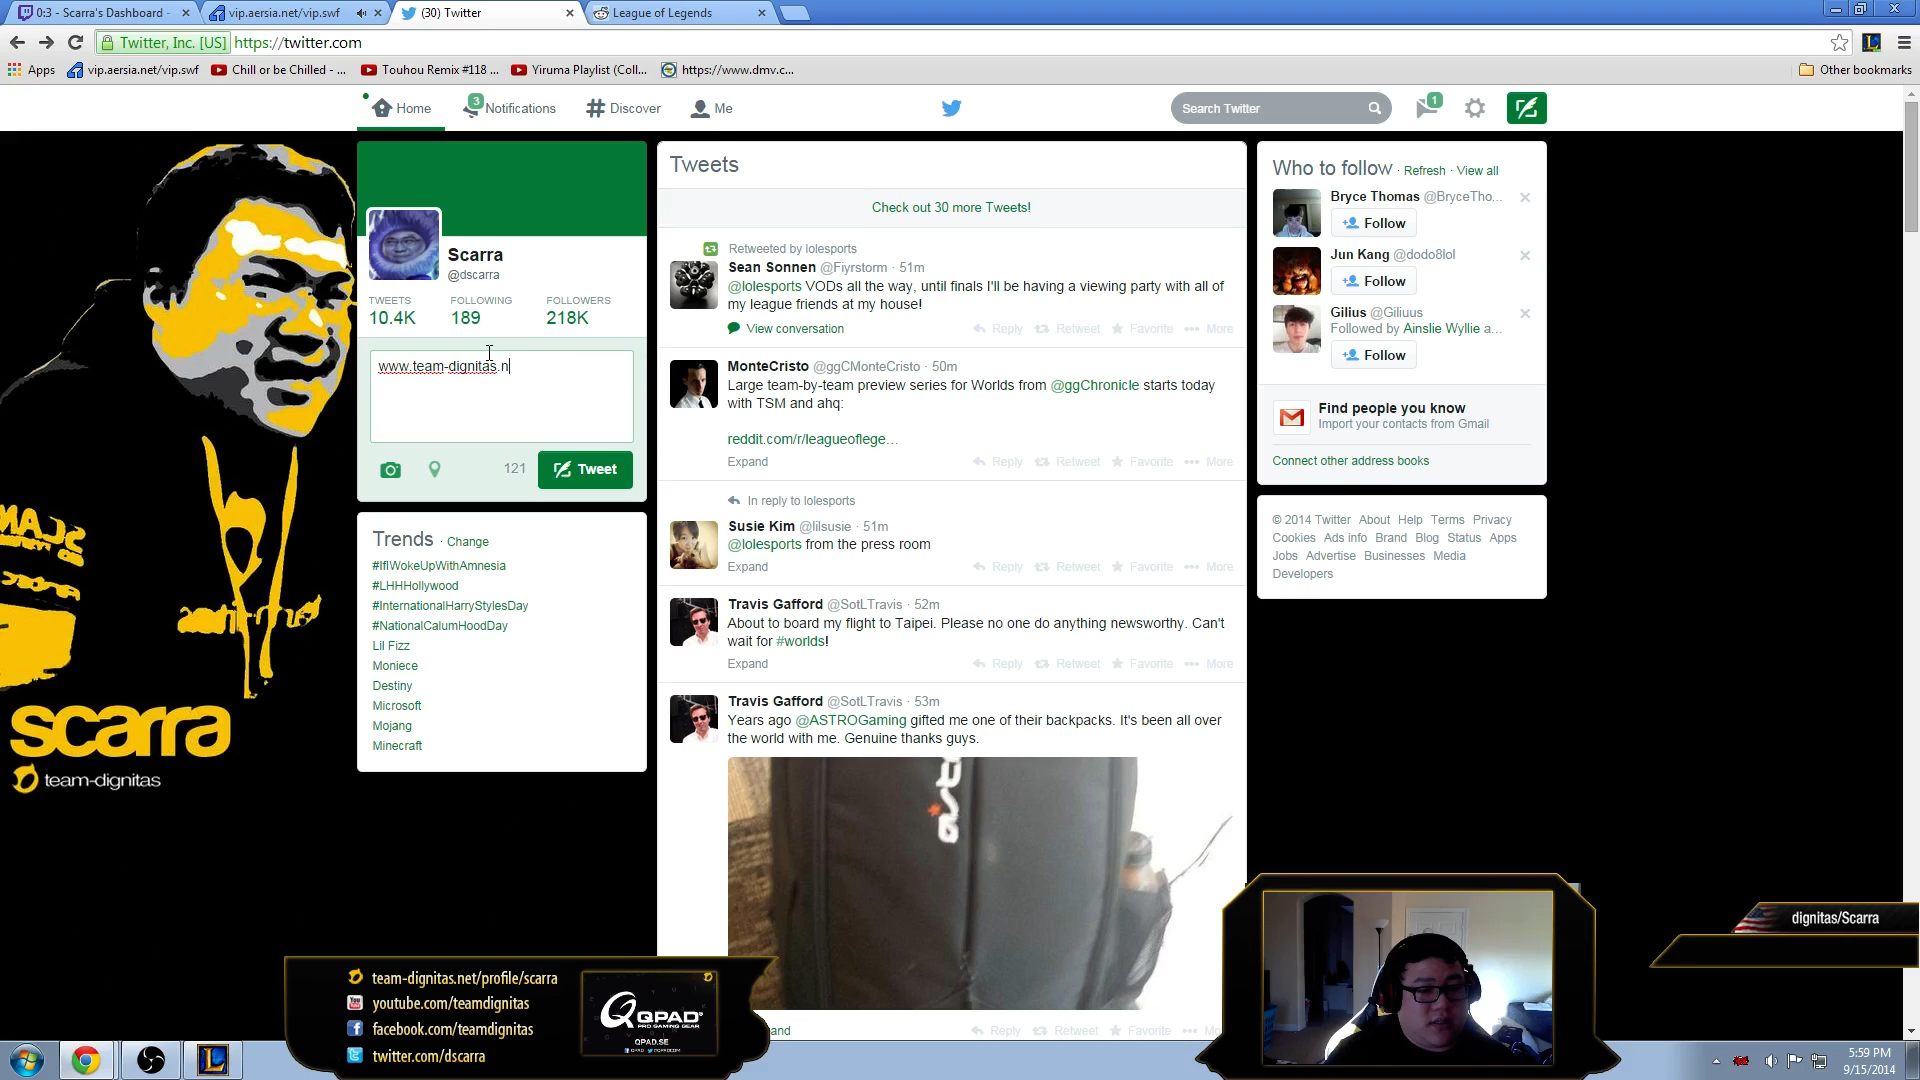 0:3 - Scarra's Dashboard -
vip.aersia.net/vip.swf
(30) Twitter
League of Legends
Twitter, Inc. [US]
https://twitter.com
Apps
vip.aersia.net/vip.swf
Chill or be Chilled - ...
Touhou Remix #118 ...
Yiruma Playlist (Coll...
https://www.dmv.c...
Other bookmarks
Home
3
Notifications
Discover
Me
Search Twitter
1
Scarra
@dscarra
TWEETS
10.4K
FOLLOWING
189
FOLLOWERS
218K
www.team-dignitas.n
121
Tweet
Trends · Change
#IfIWokeUpWithAmnesia
#LHHHollywood
#InternationalHarryStylesDay
#NationalCalumHoodDay
Lil Fizz
Moniece
Destiny
Microsoft
Mojang
Minecraft
scarra
team-dignitas
Tweets
Check out 30 more Tweets!
Retweeted by lolesports
Sean Sonnen @Fiyrstorm · 51m
@lolesports VODs all the way, until finals I'll be having a viewing party with all of
my league friends at my house!
View conversation
Reply
Retweet
Favorite
More
MonteCristo @ggCMonteCristo · 50m
Large team-by-team preview series for Worlds from @ggChronicle starts today
with TSM and ahq:
reddit.com/r/leagueoflege...
Expand
Reply
Retweet
Favorite
More
In reply to lolesports
Susie Kim @lilsusie · 51m
@lolesports from the press room
Expand
Reply
Retweet
Favorite
More
Travis Gafford @SotLTravis · 52m
About to board my flight to Taipei. Please no one do anything newsworthy. Can't
wait for #worlds!
Expand
Reply
Retweet
Favorite
More
Travis Gafford @SotLTravis · 53m
Years ago @ASTROGaming gifted me one of their backpacks. It's been all over
the world with me. Genuine thanks guys.
Reply
Retweet
Favorite
Who to follow · Refresh · View all
Bryce Thomas @BryceTho...
Follow
Jun Kang @dodo8lol
Follow
Gilius @Giliuus
Followed by Ainslie Wyllie a...
Follow
Find people you know
Import your contacts from Gmail
Connect other address books
© 2014 Twitter About Help Terms Privacy
Cookies Ads info Brand Blog Status Apps
Jobs Advertise Businesses Media
Developers
team-dignitas.net/profile/scarra
youtube.com/teamdignitas
facebook.com/teamdignitas
twitter.com/dscarra
QPAD
PRO GAMING GEAR
QPAD.SE
dignitas/Scarra
5:59 PM
9/15/2014